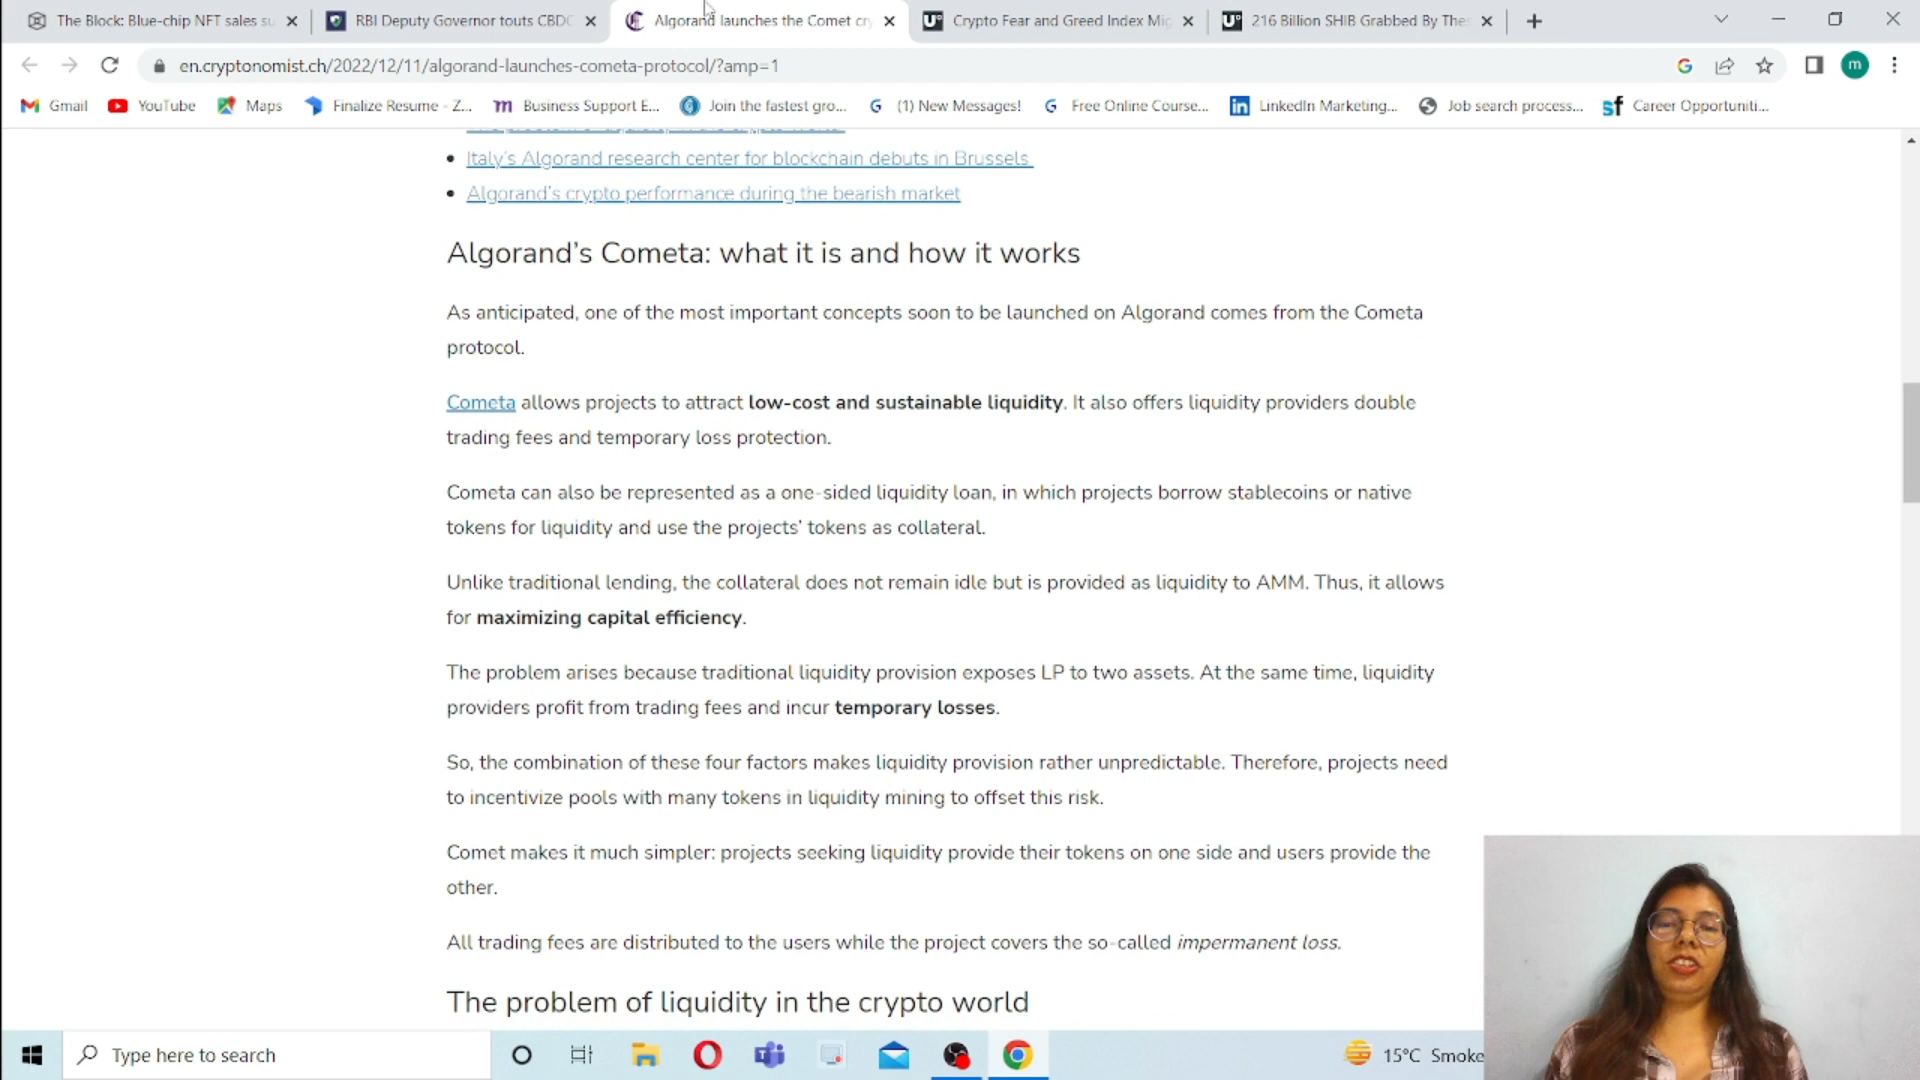 The Block: Blue-chip NFT sales su
RBI Deputy Governor touts CBDC
Algorand launches the Comet cry
Crypto Fear and Greed Index Mig
216 Billion SHIB Grabbed By The
en.cryptonomist.ch/2022/12/11/algorand-launches-cometa-protocol/?amp=1
m
Gmail
YouTube
Maps
Finalize Resume - Z...
Business Support E...
Join the fastest gro...
(1) New Messages!
Free Online Course...
LinkedIn Marketing...
Job search process...
Career Opportuniti...
Italy's Algorand research center for blockchain debuts in Brussels
Algorand's crypto performance during the bearish market
Algorand's Cometa: what it is and how it works
As anticipated, one of the most important concepts soon to be launched on Algorand comes from the Cometa
protocol.
Cometa allows projects to attract low-cost and sustainable liquidity. It also offers liquidity providers double
trading fees and temporary loss protection.
Cometa can also be represented as a one-sided liquidity loan, in which projects borrow stablecoins or native
tokens for liquidity and use the projects' tokens as collateral.
Unlike traditional lending, the collateral does not remain idle but is provided as liquidity to AMM. Thus, it allows
for maximizing capital efficiency.
The problem arises because traditional liquidity provision exposes LP to two assets. At the same time, liquidity
providers profit from trading fees and incur temporary losses.
So, the combination of these four factors makes liquidity provision rather unpredictable. Therefore, projects need
to incentivize pools with many tokens in liquidity mining to offset this risk.
Comet makes it much simpler: projects seeking liquidity provide their tokens on one side and users provide the
other.
All trading fees are distributed to the users while the project covers the so-called impermanent loss.
The problem of liquidity in the crypto world
Type here to search
15°C Smoke